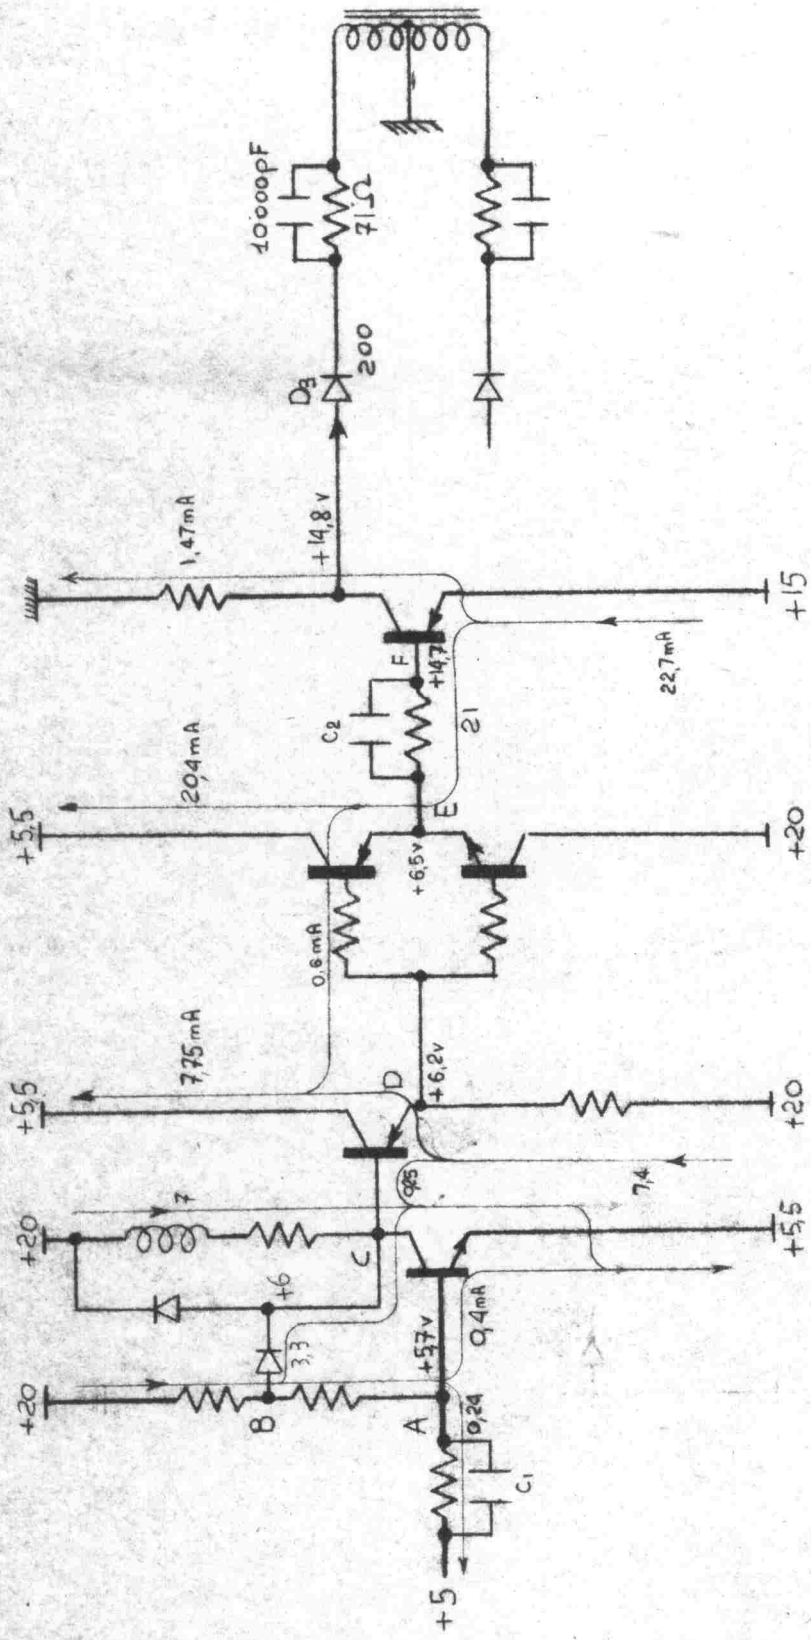 10000pF
71Ω
D3
200
+14,8 v
1,47mA
+15
22,7mA
F
+14,7
C2
21
E
20,4mA
+5,5
+6,5v
+20
0,6mA
7,75mA
+5,5
D
+6,2v
+20
7,4
0,25
+20
7
C
+5,5
+6
3,3
+5,7v
0,4mA
+20
B
A
0,24
C1
+5